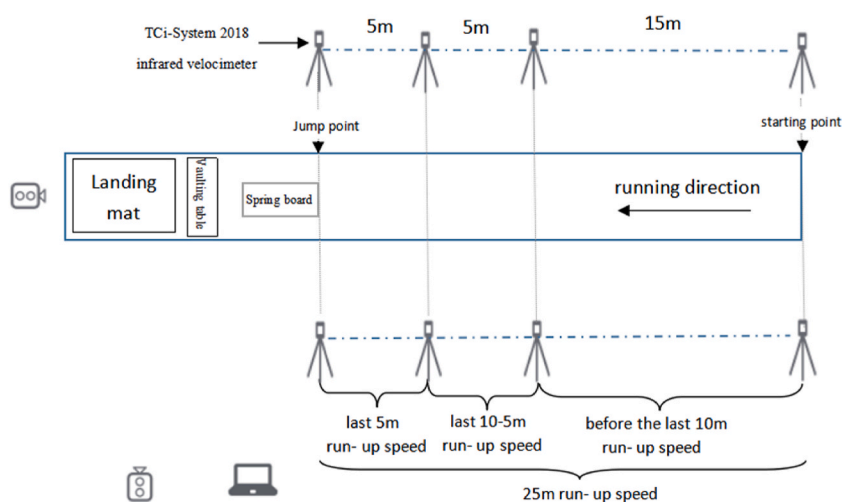 TCi-System 2018
infrared velocimeter
5m
5m
15m
Jump point
starting point
Landing
mat
Vaulting table
Spring board
running direction
last 5m
run- up speed
last 10-5m
run- up speed
before the last 10m
run- up speed
25m run- up speed